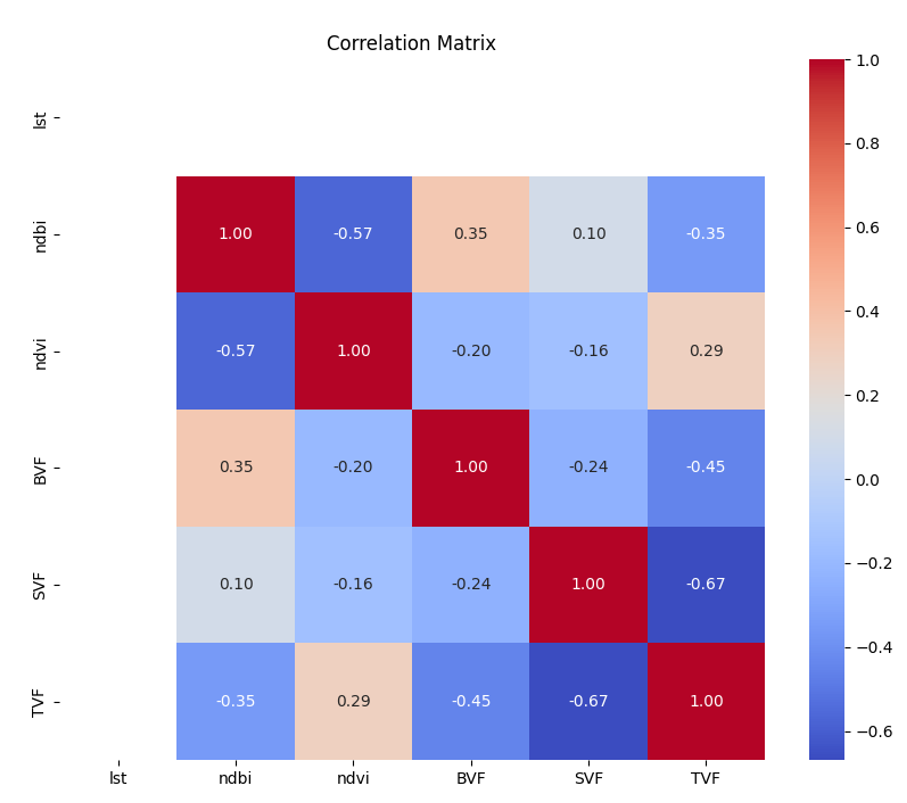 Correlation Matrix
lst
ndbi 1.00 -0.57 0.35 0.10 -0.35
ndvi -0.57 1.00 -0.20 -0.16 0.29
BVF 0.35 -0.20 1.00 -0.24 -0.45
SVF 0.10 -0.16 -0.24 1.00 -0.67
TVF -0.35 0.29 -0.45 -0.67 1.00
lst ndbi ndvi BVF SVF TVF
1.0
0.8
0.6
0.4
0.2
0.0
−0.2
−0.4
−0.6